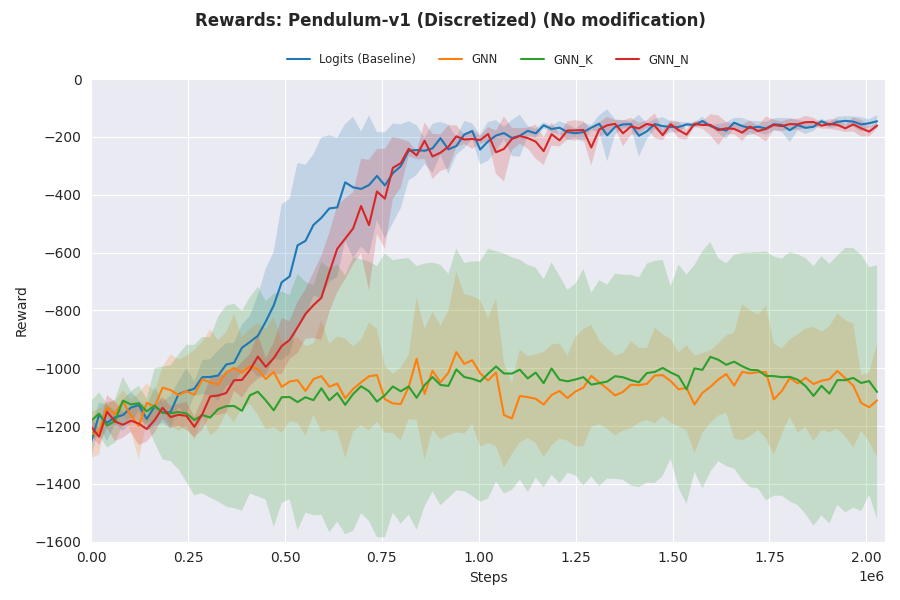 Rewards: Pendulum-v1 (Discretized) (No modification)
Logits (Baseline) GNN GNN_K GNN_N
Reward
0
−200
−400
−600
−800
−1000
−1200
−1400
−1600
0.00 0.25 0.50 0.75 1.00 1.25 1.50 1.75 2.00
1e6
Steps